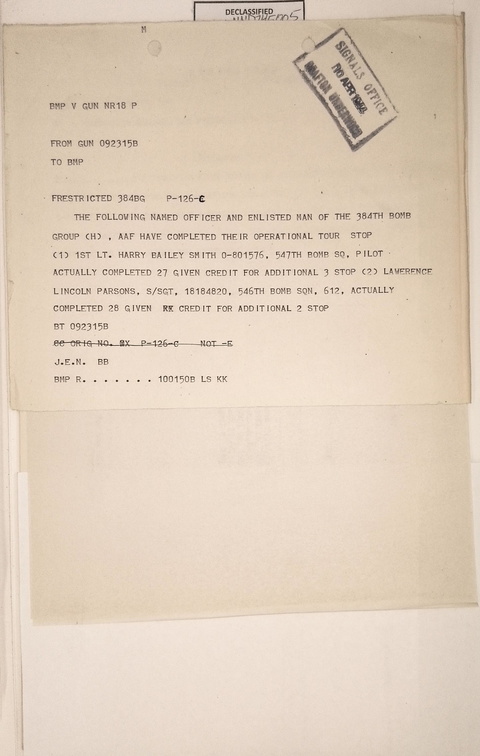 DECLASSIFIED
M
SIGNALS OFFICE
APR
BMP V GUN NR18 P
FROM GUN 092315B
TO BMP
FRESTRICTED 384BG P-126-C
THE FOLLOWING NAMED OFFICER AND ENLISTED MAN OF THE 384TH BOMB
GROUP (H) , AAF HAVE COMPLETED THEIR OPERATIONAL TOUR STOP
(1) 1ST LT. HARRY BAILEY SMITH O-801576, 547TH BOMB SQ, PILOT
ACTUALLY COMPLETED 27 GIVEN CREDIT FOR ADDITIONAL 3 STOP (2) LAWERENCE
LINCOLN PARSONS, S/SGT, 18184820, 546TH BOMB SQN, 612, ACTUALLY
COMPLETED 28 GIVEN RK CREDIT FOR ADDITIONAL 2 STOP
BT 092315B
CC ORIG NO. EX P-126-C NOT -E
J.E.N. BB
BMP R. . . . . . . 100150B LS KK